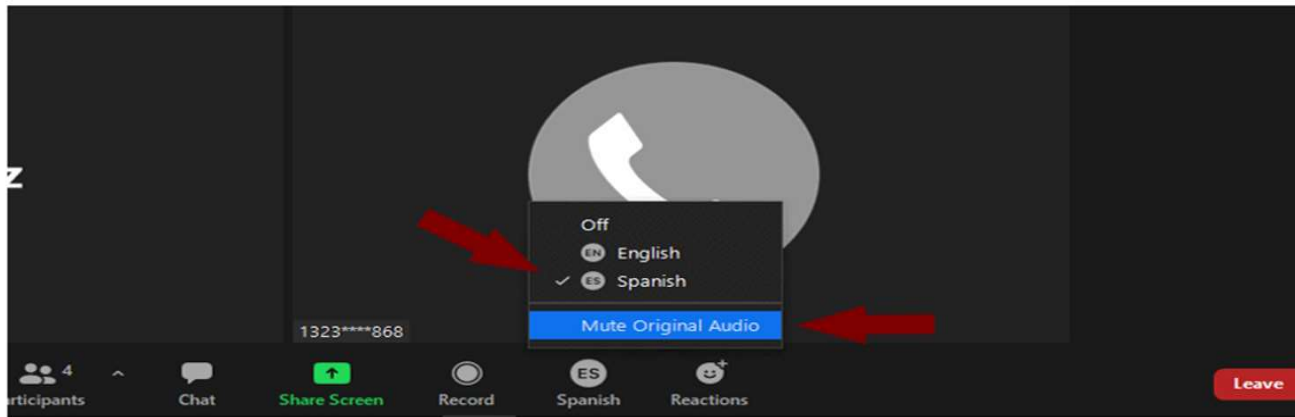 z
Off
EN English
ES Spanish
Mute Original Audio
1323****868
4
rticipants
Chat
Share Screen
Record
ES
Spanish
Reactions
Leave